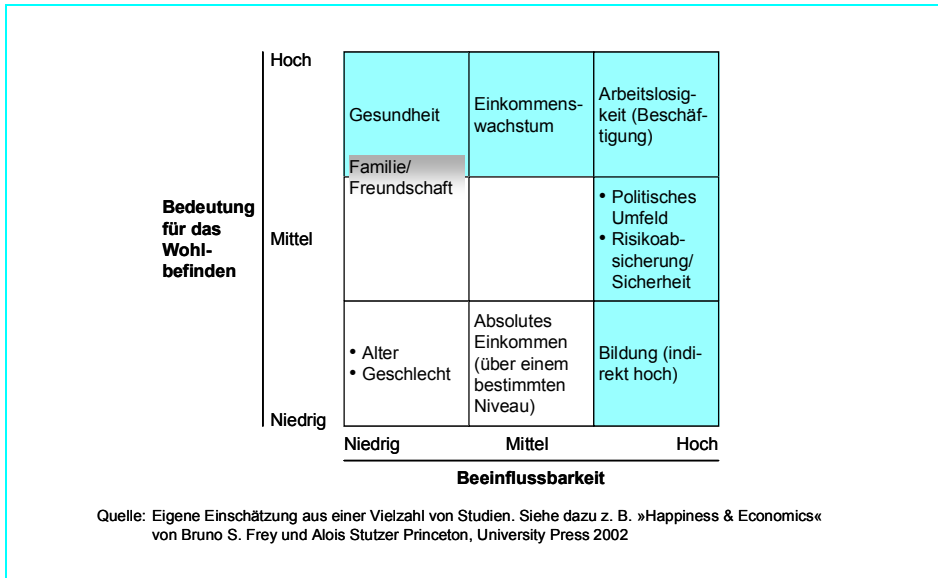 Hoch
Gesundheit
Einkommens-
wachstum
Arbeitslosig-
keit (Beschäf-
tigung)
Familie/
Freundschaft
Bedeutung
für das
Wohl-
befinden
Mittel
• Politisches
Umfeld
• Risikoab-
sicherung/
Sicherheit
• Alter
• Geschlecht
Absolutes
Einkommen
(über einem
bestimmten
Niveau)
Bildung (indi-
rekt hoch)
Niedrig
Niedrig
Mittel
Hoch
Beeinflussbarkeit
Quelle: Eigene Einschätzung aus einer Vielzahl von Studien. Siehe dazu z. B. »Happiness & Economics«
von Bruno S. Frey und Alois Stutzer Princeton, University Press 2002